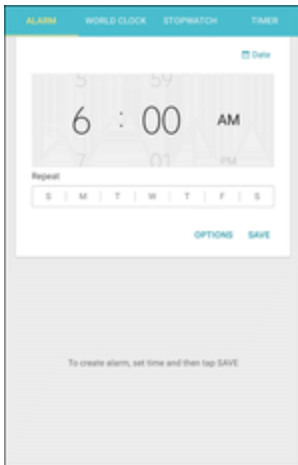 ALARM WORLD CLOCK STOPWATCH TIMER
Date
5 59
6 : 00 AM
7 01 PM
Repeat
S M T W T F S
OPTIONS SAVE
To create alarm, set time and then tap SAVE